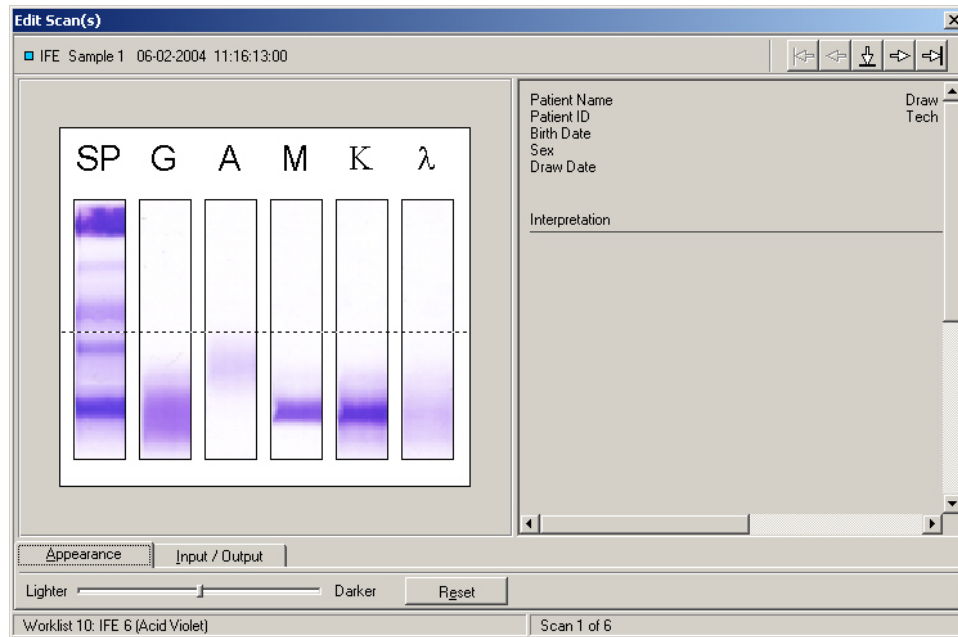 Edit Scan(s)
IFE Sample 1 06-02-2004 11:16:13:00
SP G A M K λ
Patient Name Draw
Patient ID Tech
Birth Date
Sex
Draw Date
Interpretation
Appearance Input / Output
Lighter Darker Reset
Worklist 10: IFE 6 (Acid Violet) Scan 1 of 6